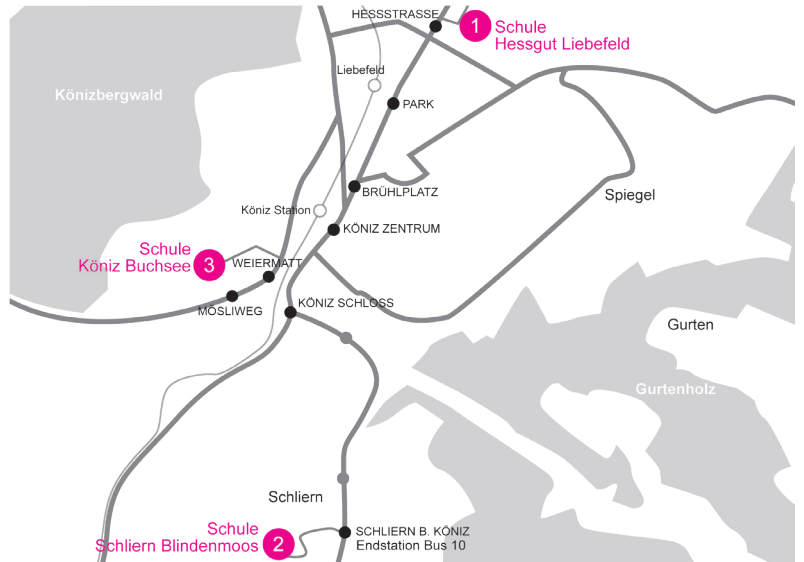 HESSSTRASSE
1
Schule
Hessgut Liebefeld
Liebefeld
Könizbergwald
PARK
BRÜHLPLATZ
Spiegel
Köniz Station
KÖNIZ ZENTRUM
Schule
Köniz Buchsee
3
WEIERMATT
MÖSLIWEG
KÖNIZ SCHLOSS
Gurten
Gurtenholz
Schliern
Schule
Schliern Blindenmoos
2
SCHLIERN B. KÖNIZ
Endstation Bus 10